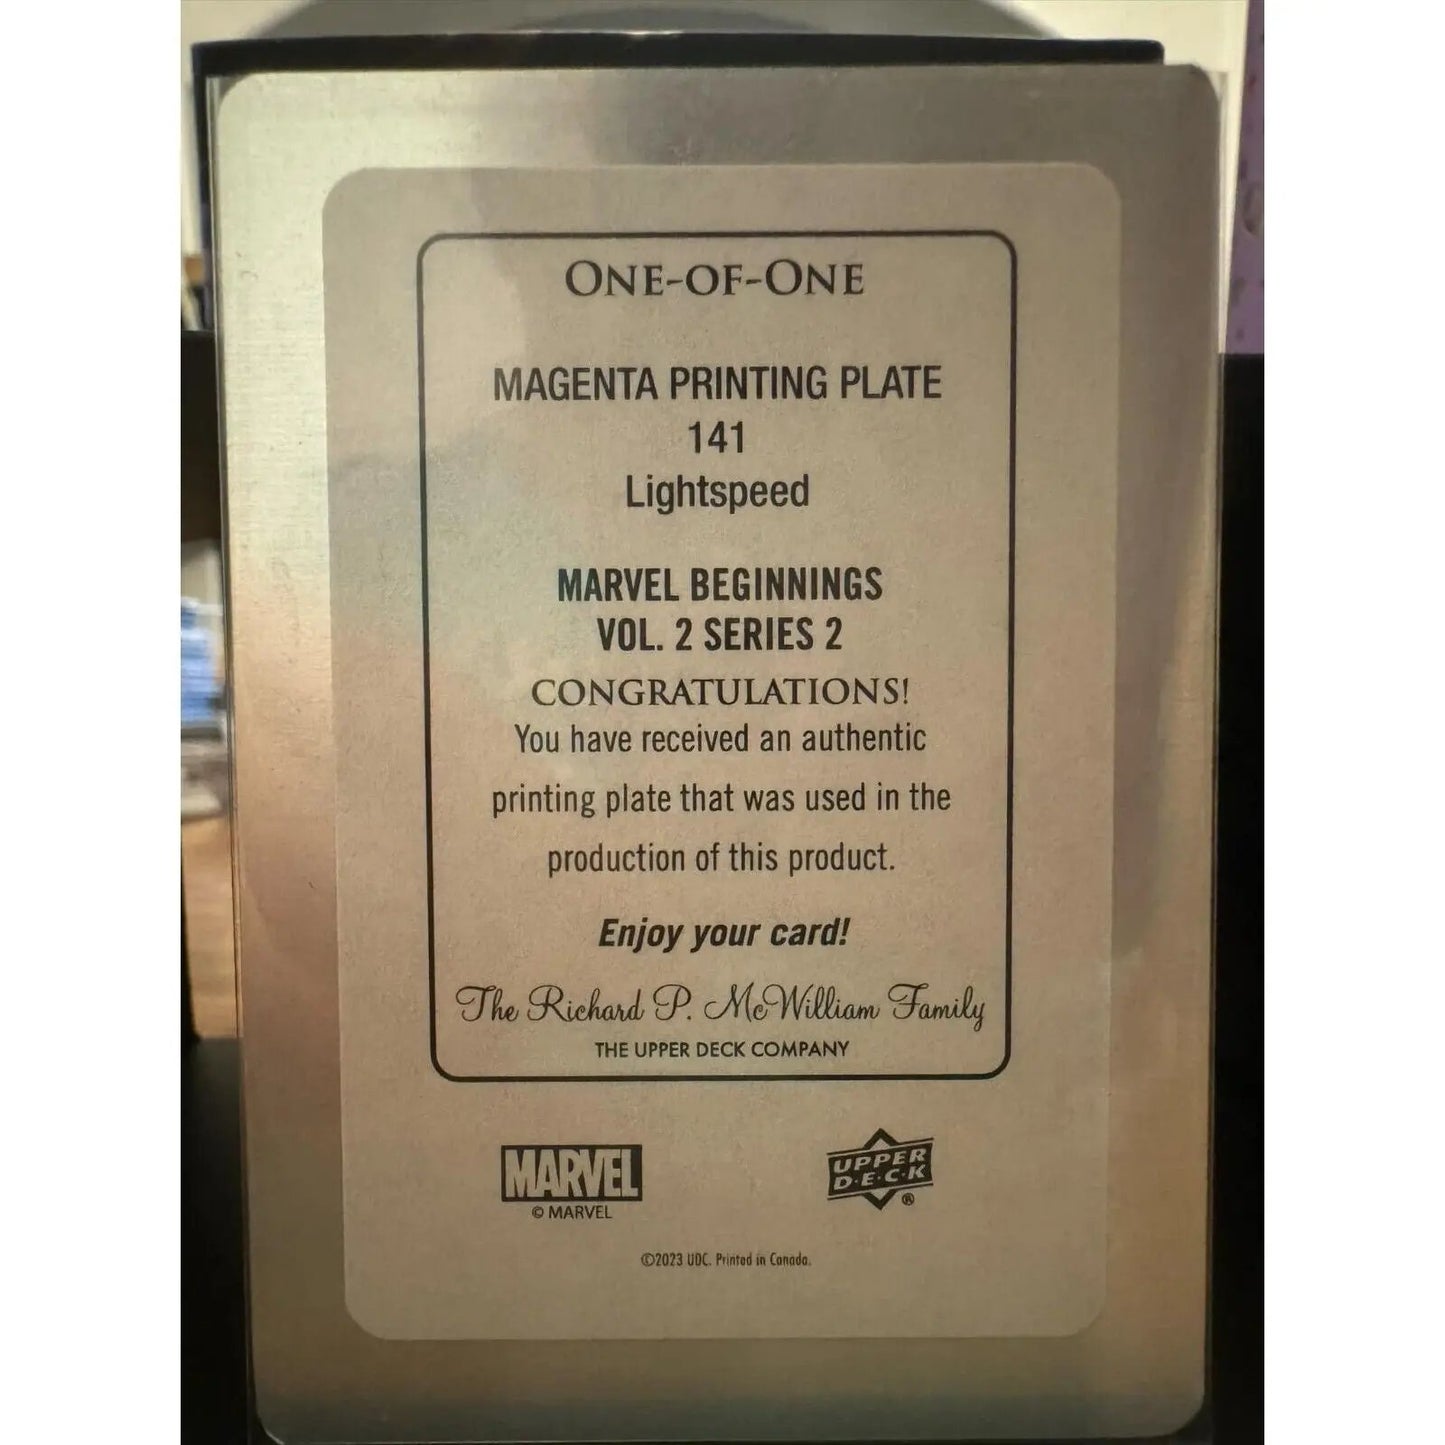 ONE-OF-ONE
MAGENTA PRINTING PLATE
141
Lightspeed
MARVEL BEGINNINGS
VOL. 2 SERIES 2
CONGRATULATIONS!
You have received an authentic
printing plate that was used in the
production of this product.
Enjoy your card!
The Richard P. McWilliam Family
THE UPPER DECK COMPANY
MARVEL
© MARVEL
UPPER
D·E·C·K
®
©2023 UDC. Printed in Canada.